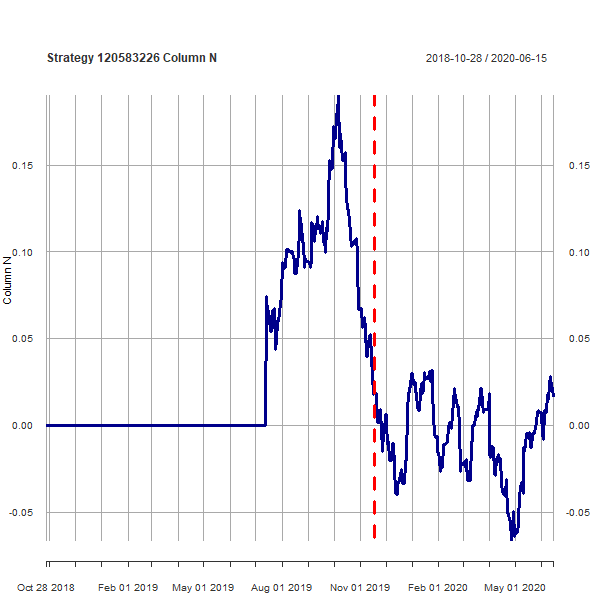 Strategy 120583226 Column N
2018-10-28 / 2020-06-15
0.15
0.10
0.05
0.00
-0.05
Column N
0.15
0.10
0.05
0.00
-0.05
Oct 28 2018
Feb 01 2019
May 01 2019
Aug 01 2019
Nov 01 2019
Feb 01 2020
May 01 2020